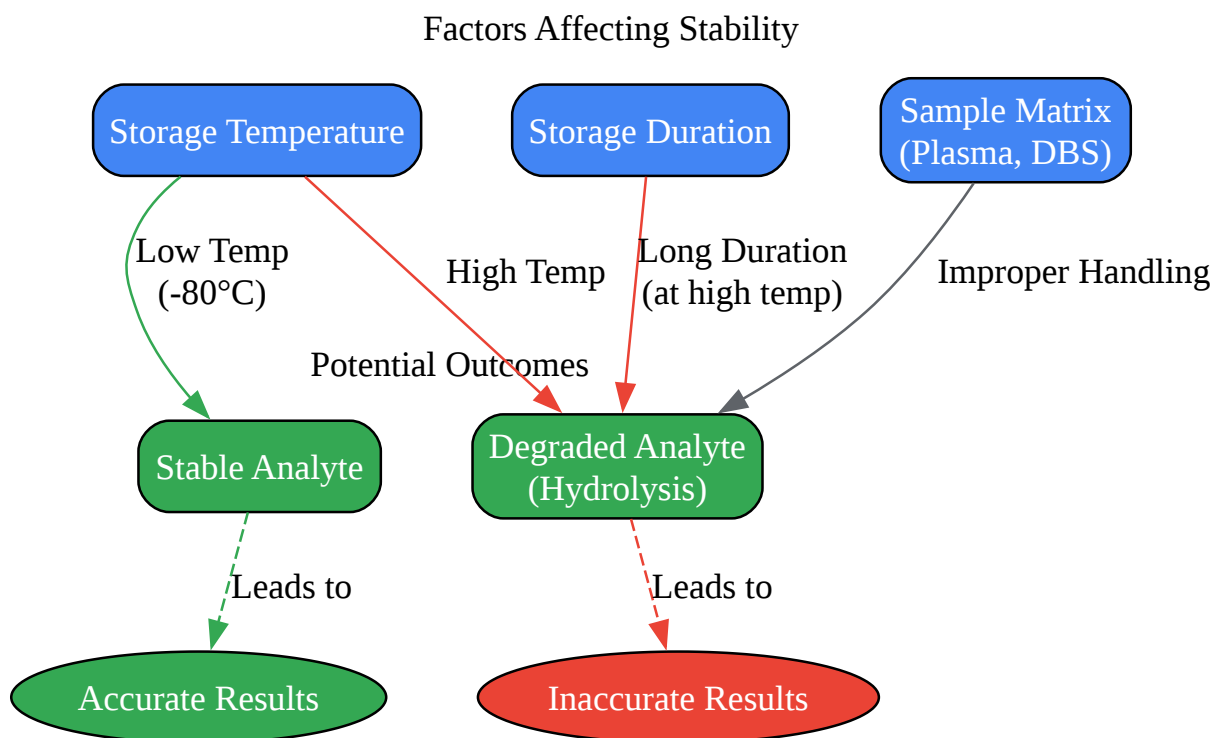 Factors Affecting Stability
Storage Temperature
Storage Duration
Sample Matrix
(Plasma, DBS)
Low Temp
(-80°C)
High Temp
Long Duration
(at high temp)
Improper Handling
Potential Outcomes
Stable Analyte
Degraded Analyte
(Hydrolysis)
Leads to
Leads to
Accurate Results
Inaccurate Results